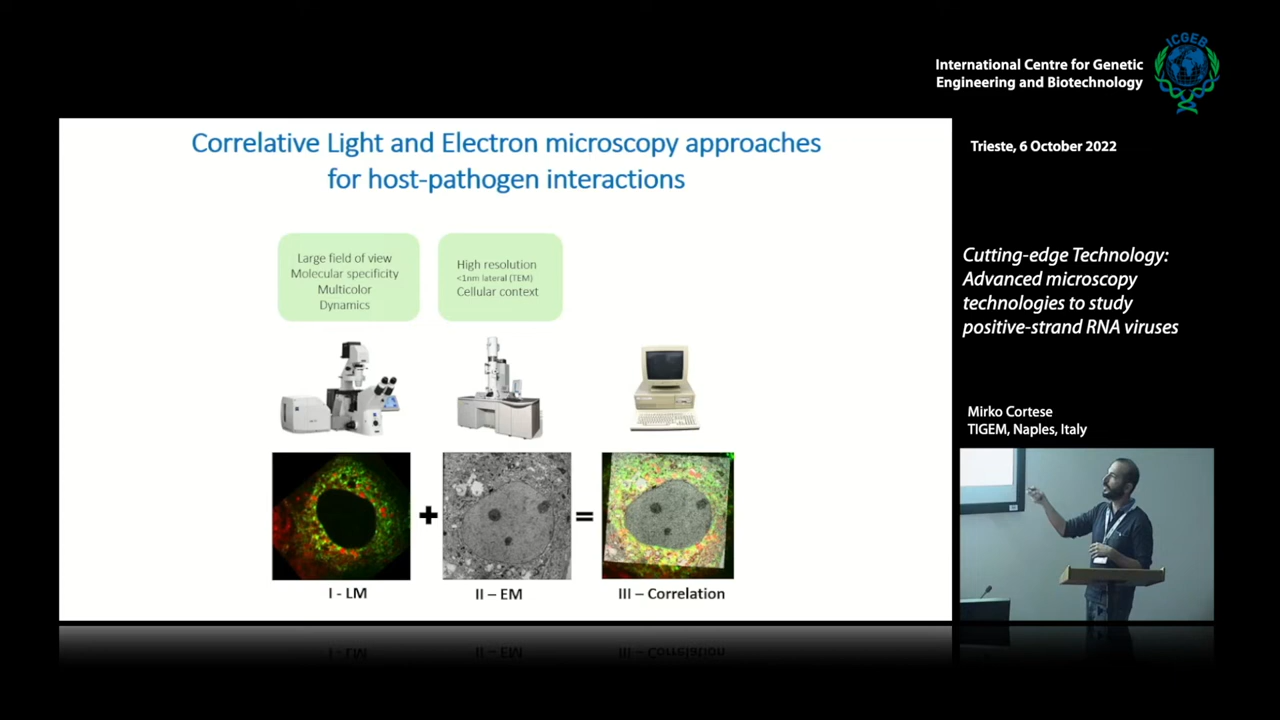 ICGEB
International Centre for Genetic
Engineering and Biotechnology
Trieste, 6 October 2022
Correlative Light and Electron microscopy approaches
for host-pathogen interactions
Large field of view
Molecular specificity
Multicolor
Dynamics
High resolution
<1nm lateral (TEM)
Cellular context
+
=
I - LM
II – EM
III – Correlation
Cutting-edge Technology:
Advanced microscopy
technologies to study
positive-strand RNA viruses
Mirko Cortese
TIGEM, Naples, Italy